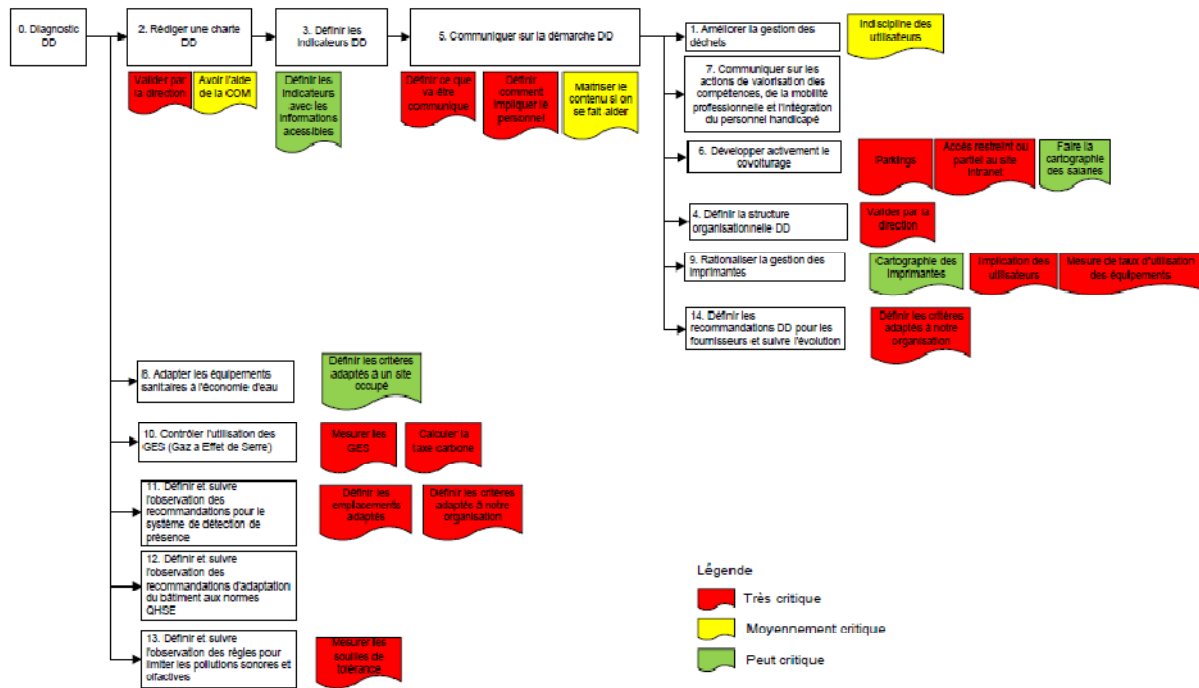 0. Diagnostic
DD
2. Rédiger une charte
DD
3. Définir les
indicateurs DD
5. Communiquer sur la démarche DD
Valider par
la direction
Avoir l'aide
de la COM
Définir les
indicateurs
avec les
informations
acessibles
Définir ce que
va être
communique
Définir
comment
impliquer le
personnel
Maîtriser le
contenu si on
se fait aider
1. Améliorer la gestion des
déchets
Indiscipline des
utilisateurs
7. Communiquer sur les
actions de valorisation des
compétences, de la mobilité
professionnelle et l'intégration
du personnel handicapé
6. Développer activement le
covoiturage
Parkings
Accès restreint ou
partiel au site
intranet
Faire la
cartographie
des salariés
4. Définir la structure
organisationnelle DD
Valider par la
direction
9. Rationaliser la gestion des
imprimantes
Cartographie des
imprimantes
Implication des
utilisateurs
Mesure de taux d'utilisation
des équipements
14. Définir les
recommandations DD pour les
fournisseurs et suivre l'évolution
Définir les critères
adaptés à notre
organisation
8. Adapter les équipements
sanitaires à l'économie d'eau
Définir les critères
adaptés à un site
occupé
10. Contrôler l'utilisation des
GES (Gaz a Effet de Serre)
Mesurer les
GES
Calculer la
taxe carbone
11. Définir et suivre
l'observation des
recommandations pour le
système de détection de
présence
Définir les
emplacements
adaptés
Définir les critères
adaptés à notre
organisation
12. Définir et suivre
l'observation des
recommandations d'adaptation
du bâtiment aux normes
QHSE
13. Définir et suivre
l'observation des règles pour
limiter les pollutions sonores et
olfactives
Mesurer les
souilles de
tolérance
Légende
Très critique
Moyennement critique
Peut critique